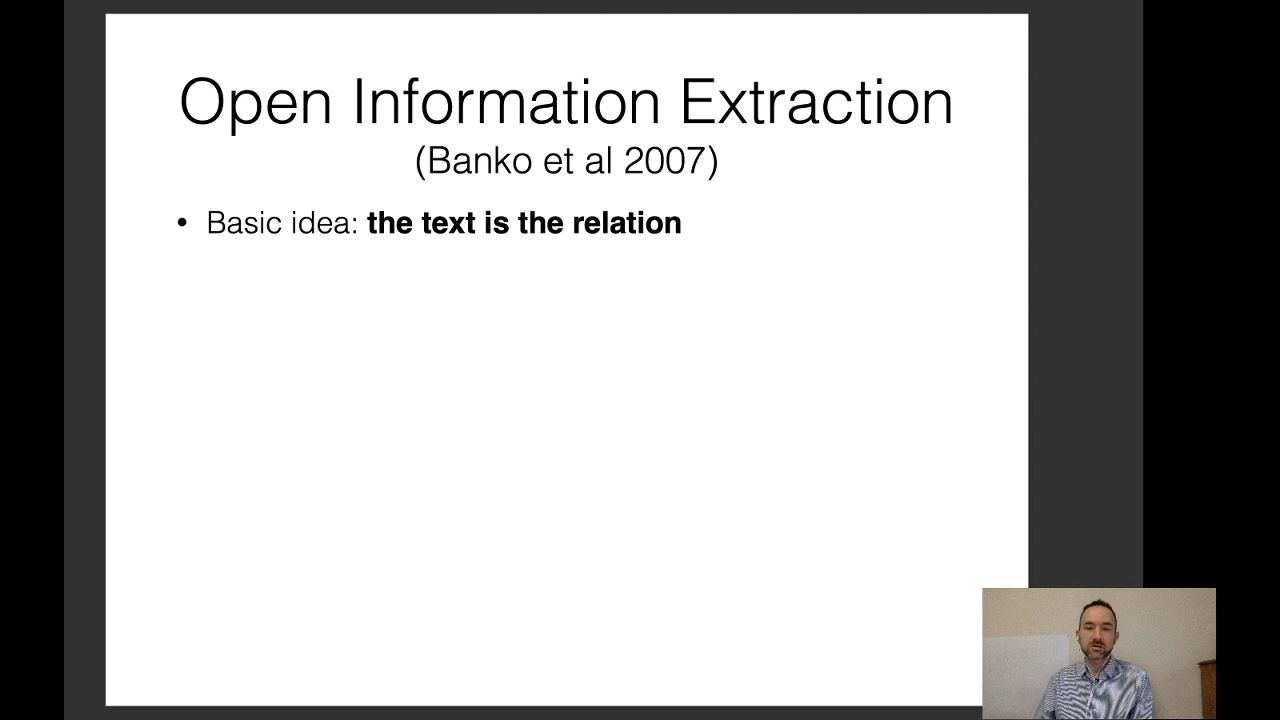 Open Information Extraction
(Banko et al 2007)
• Basic idea: the text is the relation